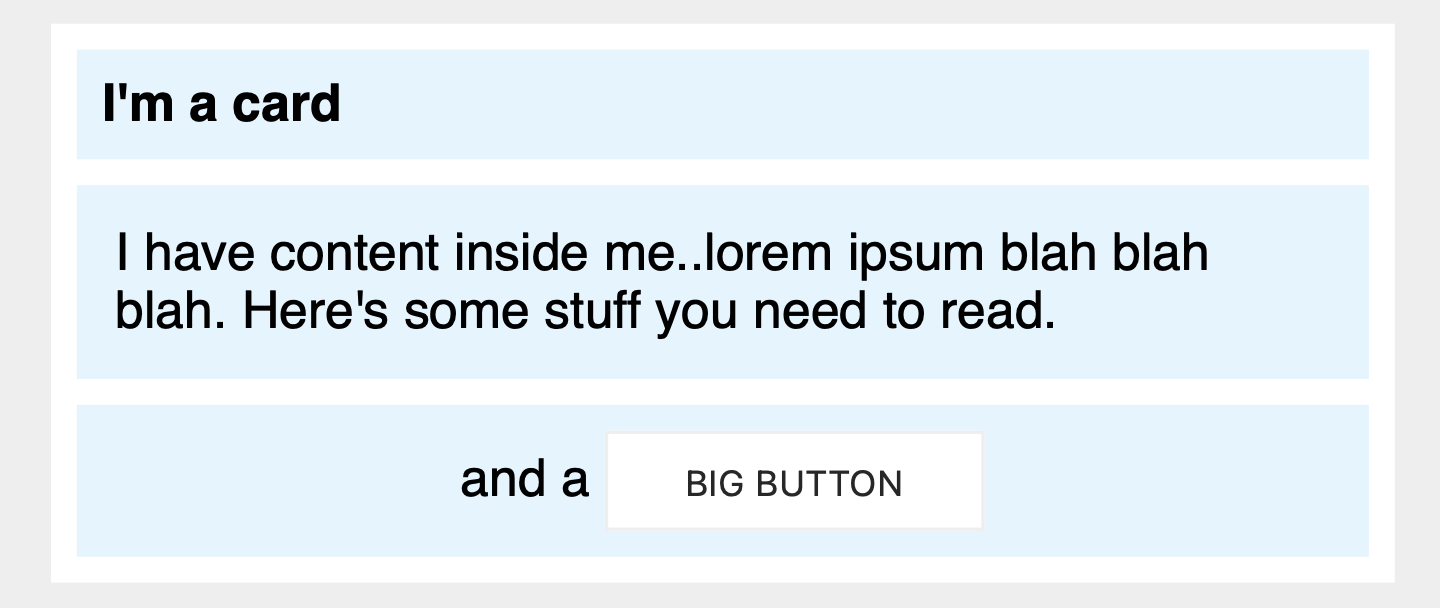 I'm a card
I have content inside me..lorem ipsum blah blah
blah. Here's some stuff you need to read.
and a BIG BUTTON